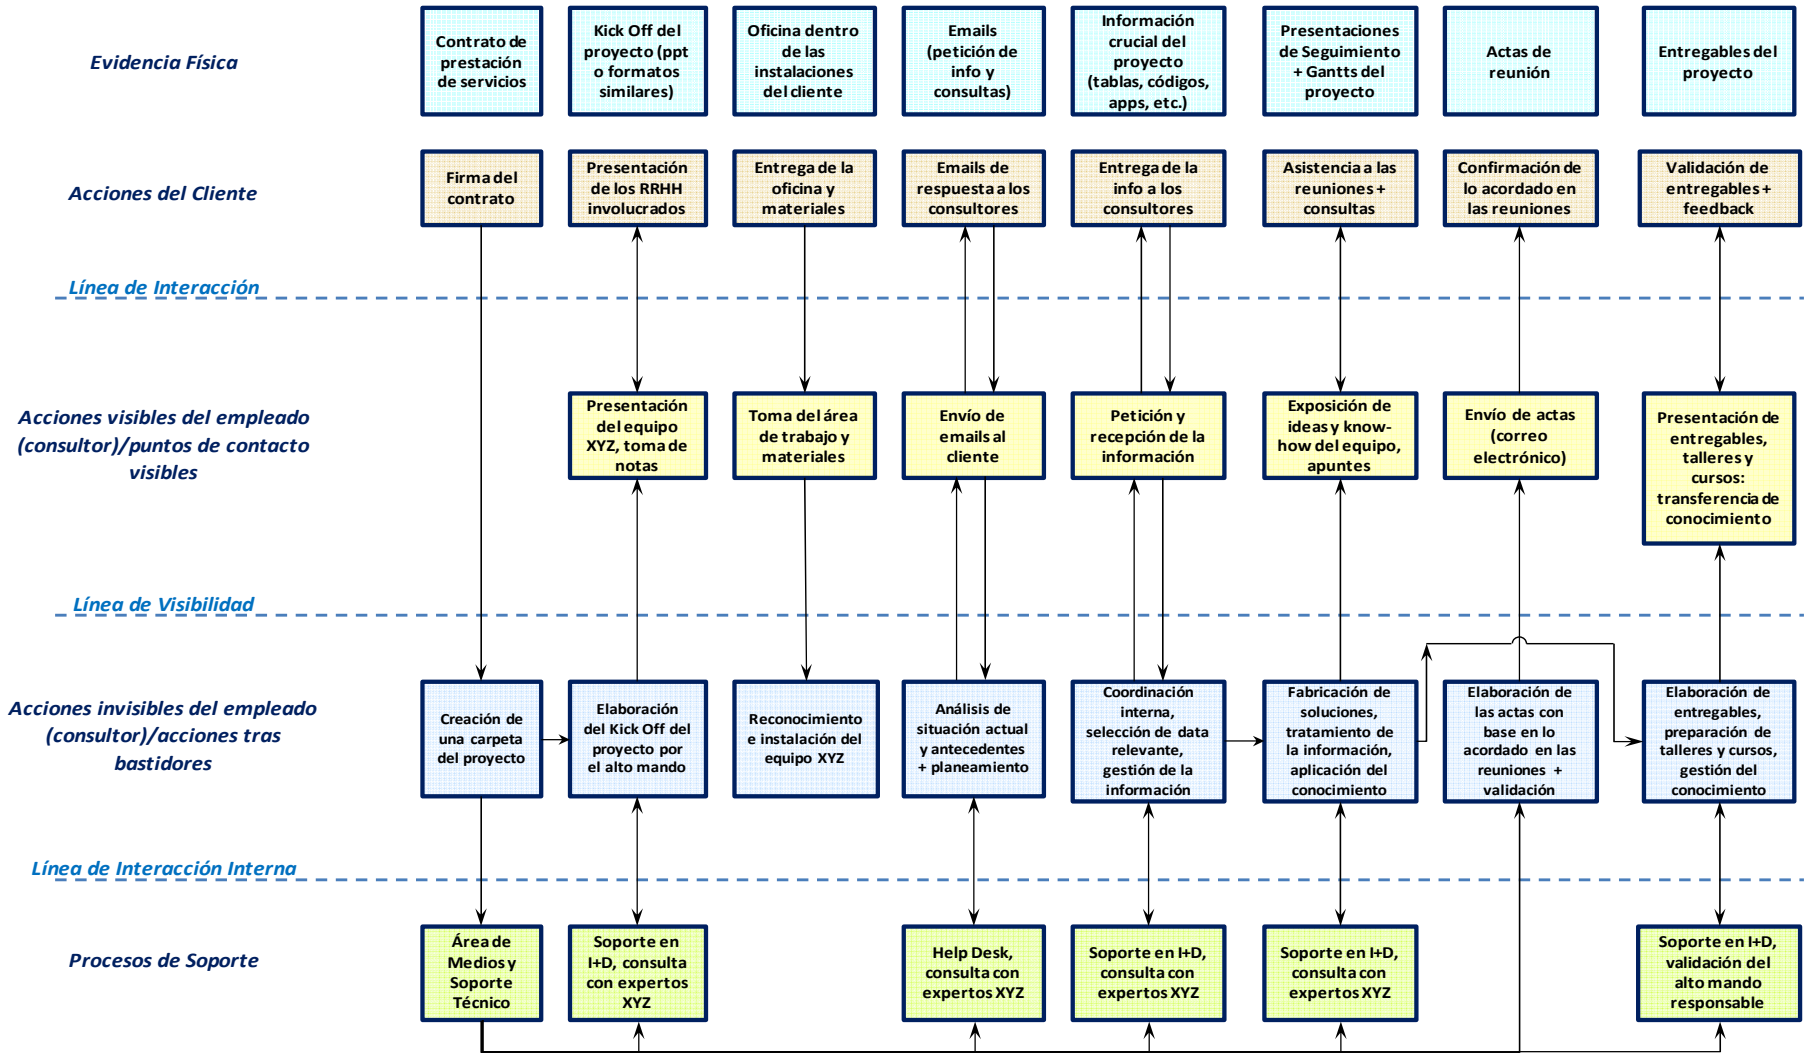 Evidencia Física
Contrato de
prestación
de servicios
Kick Off del
proyecto (ppt
o formatos
similares)
Oficina dentro
de las
instalaciones
del cliente
Emails
(petición de
info y
consultas)
Información
crucial del
proyecto
(tablas, códigos,
apps, etc.)
Presentaciones
de Seguimiento
+ Gantts del
proyecto
Actas de
reunión
Entregables del
proyecto
Acciones del Cliente
Firma del
contrato
Presentación
de los RRHH
involucrados
Entrega de la
oficina y
materiales
Emails de
respuesta a los
consultores
Entrega de la
info a los
consultores
Asistencia a las
reuniones +
consultas
Confirmación de
lo acordado en
las reuniones
Validación de
entregables +
feedback
Línea de Interacción
Acciones visibles del empleado
(consultor)/puntos de contacto
visibles
Presentación
del equipo
XYZ, toma de
notas
Toma del área
de trabajo y
materiales
Envío de
emails al
cliente
Petición y
recepción de la
información
Exposición de
ideas y know-
how del equipo,
apuntes
Envío de actas
(correo
electrónico)
Presentación de
entregables,
talleres y
cursos:
transferencia de
conocimiento
Línea de Visibilidad
Acciones invisibles del empleado
(consultor)/acciones tras
bastidores
Creación de
una carpeta
del proyecto
Elaboración
del Kick Off del
proyecto por
el alto mando
Reconocimiento
e instalación del
equipo XYZ
Análisis de
situación actual
y antecedentes
+ planeamiento
Coordinación
interna,
selección de data
relevante,
gestión de la
información
Fabricación de
soluciones,
tratamiento de
la información,
aplicación del
conocimiento
Elaboración de
las actas con
base en lo
acordado en las
reuniones +
validación
Elaboración de
entregables,
preparación de
talleres y cursos,
gestión del
conocimiento
Línea de Interacción Interna
Procesos de Soporte
Área de
Medios y
Soporte
Técnico
Soporte en
I+D, consulta
con expertos
XYZ
Help Desk,
consulta con
expertos XYZ
Soporte en I+D,
consulta con
expertos XYZ
Soporte en I+D,
consulta con
expertos XYZ
Soporte en I+D,
validación del
alto mando
responsable